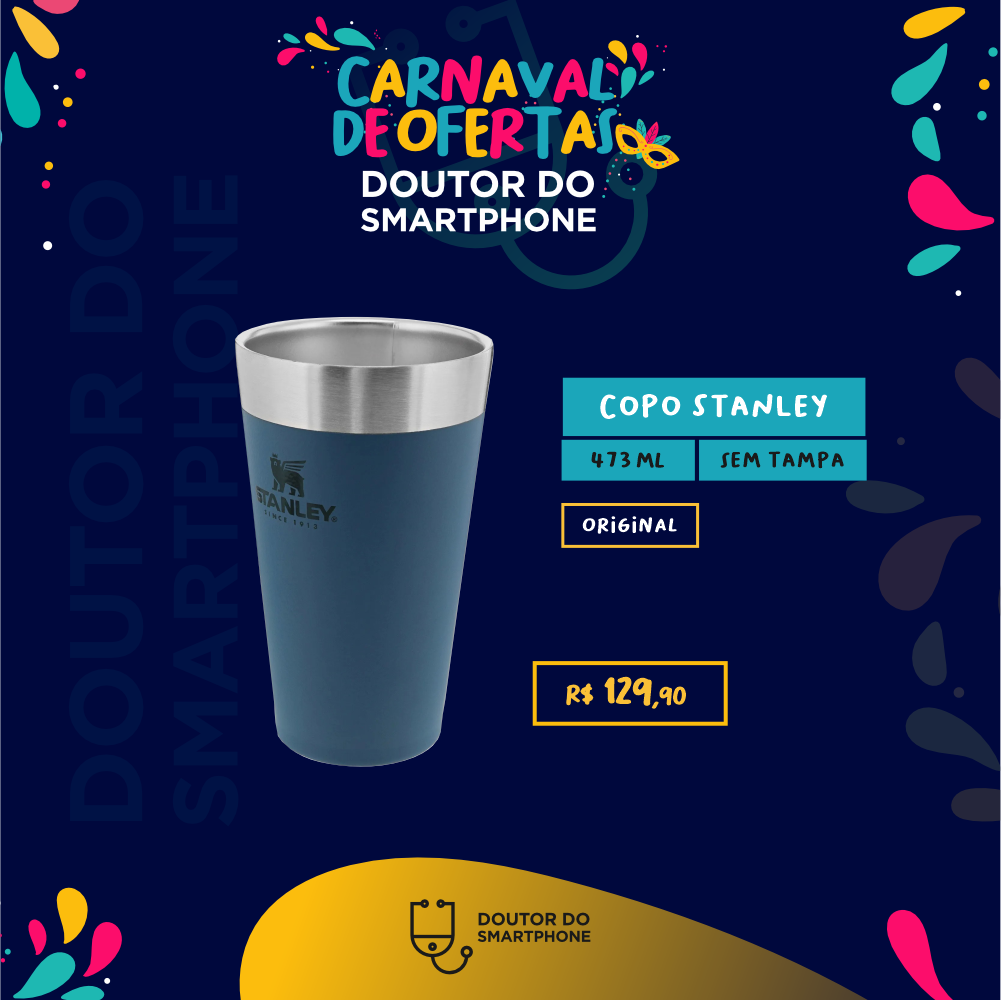 CARNAVAL
DE OFERTAS
DOUTOR DO
SMARTPHONE
DOUTOR DO
SMARTPHONE
STANLEY®
SINCE 1913
COPO STANLEY
473 ML
SEM TAMPA
ORIGINAL
R$ 129,90
DOUTOR DO
SMARTPHONE